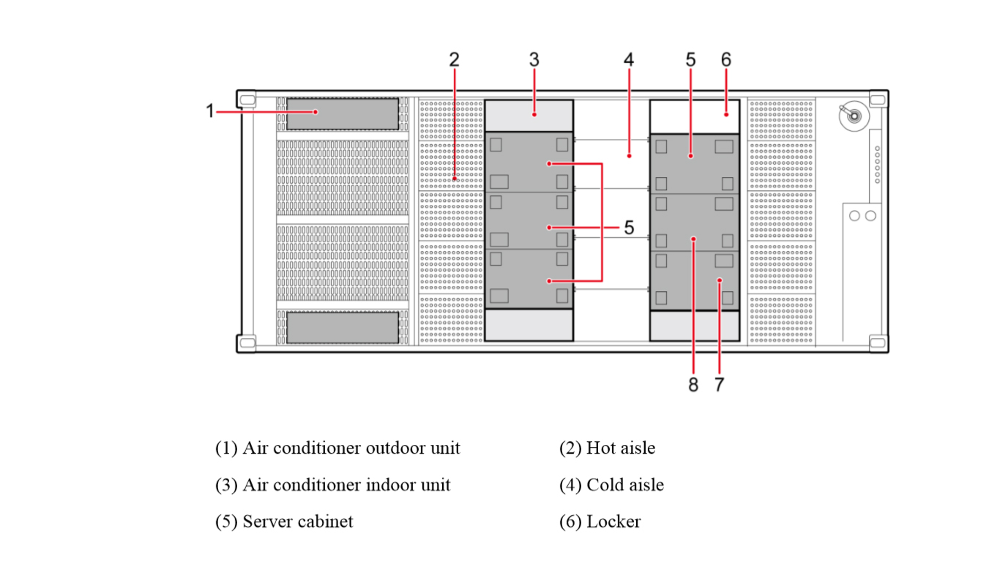 2 3 4 5 6
1
5
8 7
(1) Air conditioner outdoor unit (2) Hot aisle
(3) Air conditioner indoor unit (4) Cold aisle
(5) Server cabinet (6) Locker